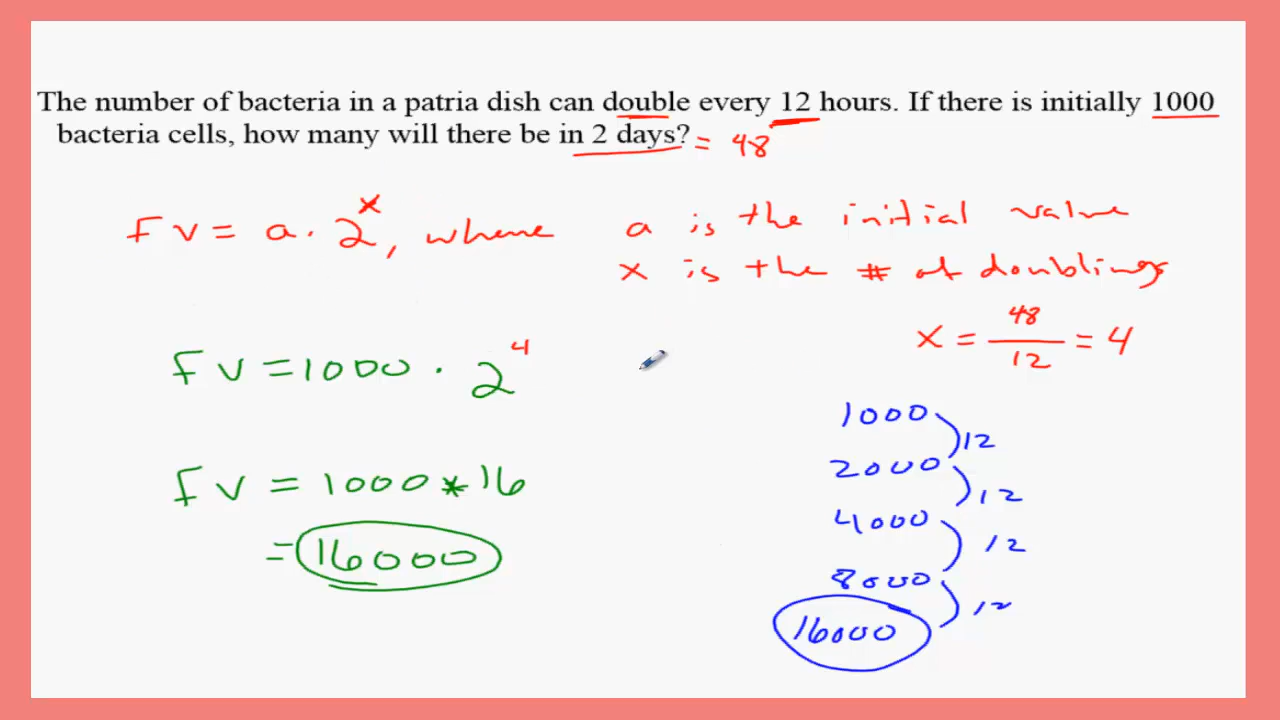 The number of bacteria in a patria dish can double every 12 hours. If there is initially 1000
bacteria cells, how many will there be in 2 days? = 48
FV = a · 2^x, where a is the initial value
x is the # of doublings
x = 48/12 = 4
FV = 1000 · 2^4
FV = 1000 * 16
= 16000
1000
12
2000
12
4000
12
8000
12
16000